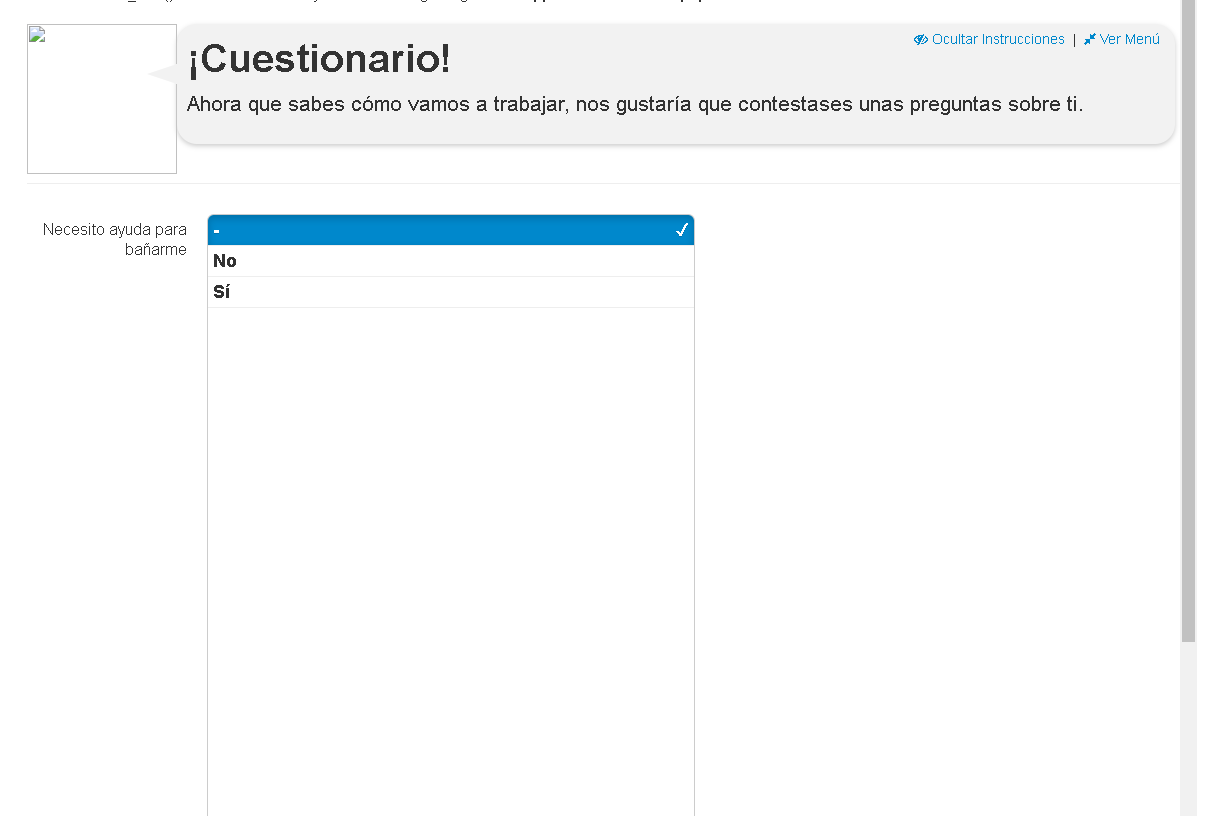 Ocultar Instrucciones | Ver Menú
¡Cuestionario!
Ahora que sabes cómo vamos a trabajar, nos gustaría que contestases unas preguntas sobre ti.
Necesito ayuda para
bañarme
-
No
Sí